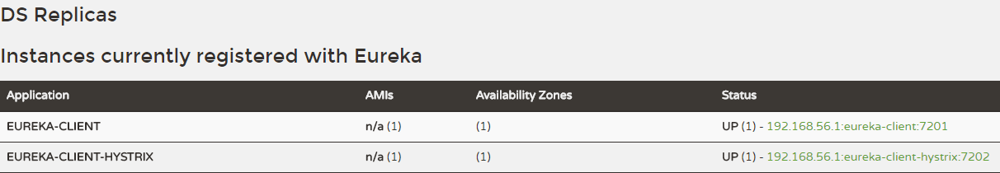 DS Replicas
Instances currently registered with Eureka
Application AMIs Availability Zones Status
EUREKA-CLIENT n/a (1) (1) UP (1) - 192.168.56.1:eureka-client:7201
EUREKA-CLIENT-HYSTRIX n/a (1) (1) UP (1) - 192.168.56.1:eureka-client-hystrix:7202